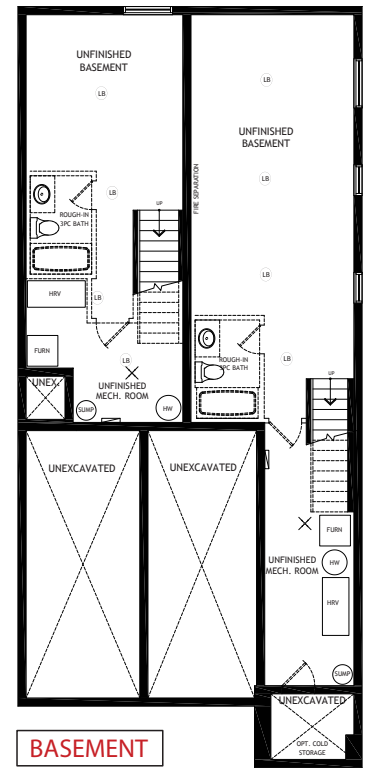 UNFINISHED
BASEMENT
LB
LB
UNFINISHED
BASEMENT
FIRE SEPARATION
LB
LB
UP
ROUGH-IN
3PC BATH
LB
HRV
LB
FURN
LB
UNEX.
UNFINISHED
MECH. ROOM
SUMP
HW
ROUGH-IN
3PC BATH
LB
UP
UNEXCAVATED
UNEXCAVATED
FURN
UNFINISHED
MECH. ROOM
HW
HRV
SUMP
UNEXCAVATED
OPT. COLD
STORAGE
BASEMENT